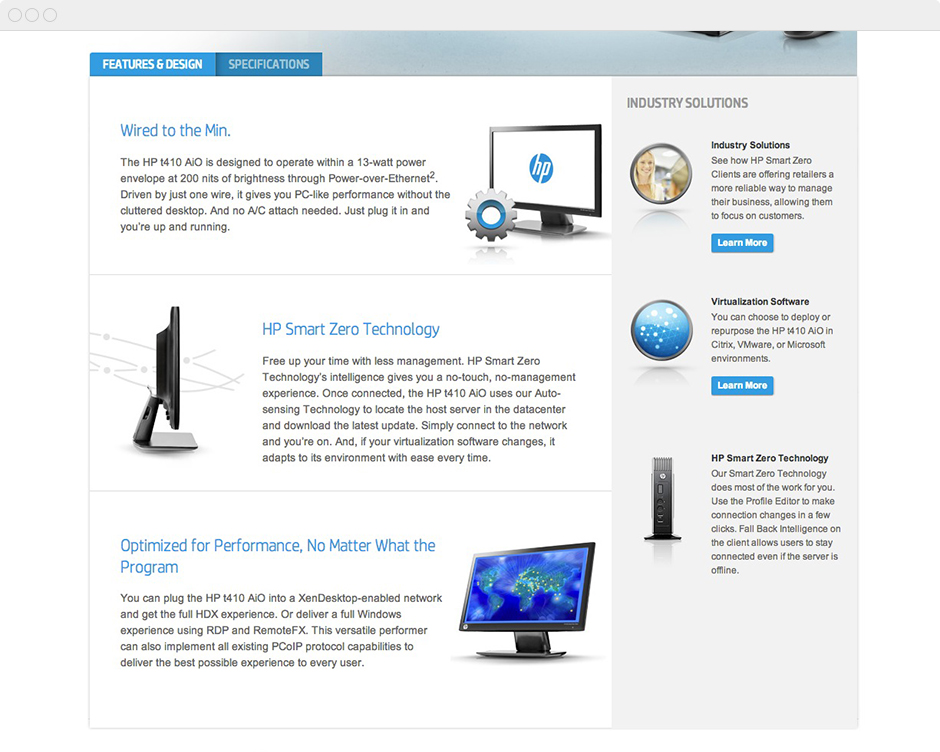 FEATURES & DESIGN
SPECIFICATIONS
Wired to the Min.
The HP t410 AiO is designed to operate within a 13-watt power
envelope at 200 nits of brightness through Power-over-Ethernet2.
Driven by just one wire, it gives you PC-like performance without the
cluttered desktop. And no A/C attach needed. Just plug it in and
you're up and running.
hp
HP Smart Zero Technology
Free up your time with less management. HP Smart Zero
Technology's intelligence gives you a no-touch, no-management
experience. Once connected, the HP t410 AiO uses our Auto-
sensing Technology to locate the host server in the datacenter
and download the latest update. Simply connect to the network
and you're on. And, if your virtualization software changes, it
adapts to its environment with ease every time.
Optimized for Performance, No Matter What the
Program
You can plug the HP t410 AiO into a XenDesktop-enabled network
and get the full HDX experience. Or deliver a full Windows
experience using RDP and RemoteFX. This versatile performer
can also implement all existing PCoIP protocol capabilities to
deliver the best possible experience to every user.
INDUSTRY SOLUTIONS
Industry Solutions
See how HP Smart Zero
Clients are offering retailers a
more reliable way to manage
their business, allowing them
to focus on customers.
Learn More
Virtualization Software
You can choose to deploy or
repurpose the HP t410 AiO in
Citrix, VMware, or Microsoft
environments.
Learn More
HP Smart Zero Technology
Our Smart Zero Technology
does most of the work for you.
Use the Profile Editor to make
connection changes in a few
clicks. Fall Back Intelligence on
the client allows users to stay
connected even if the server is
offline.